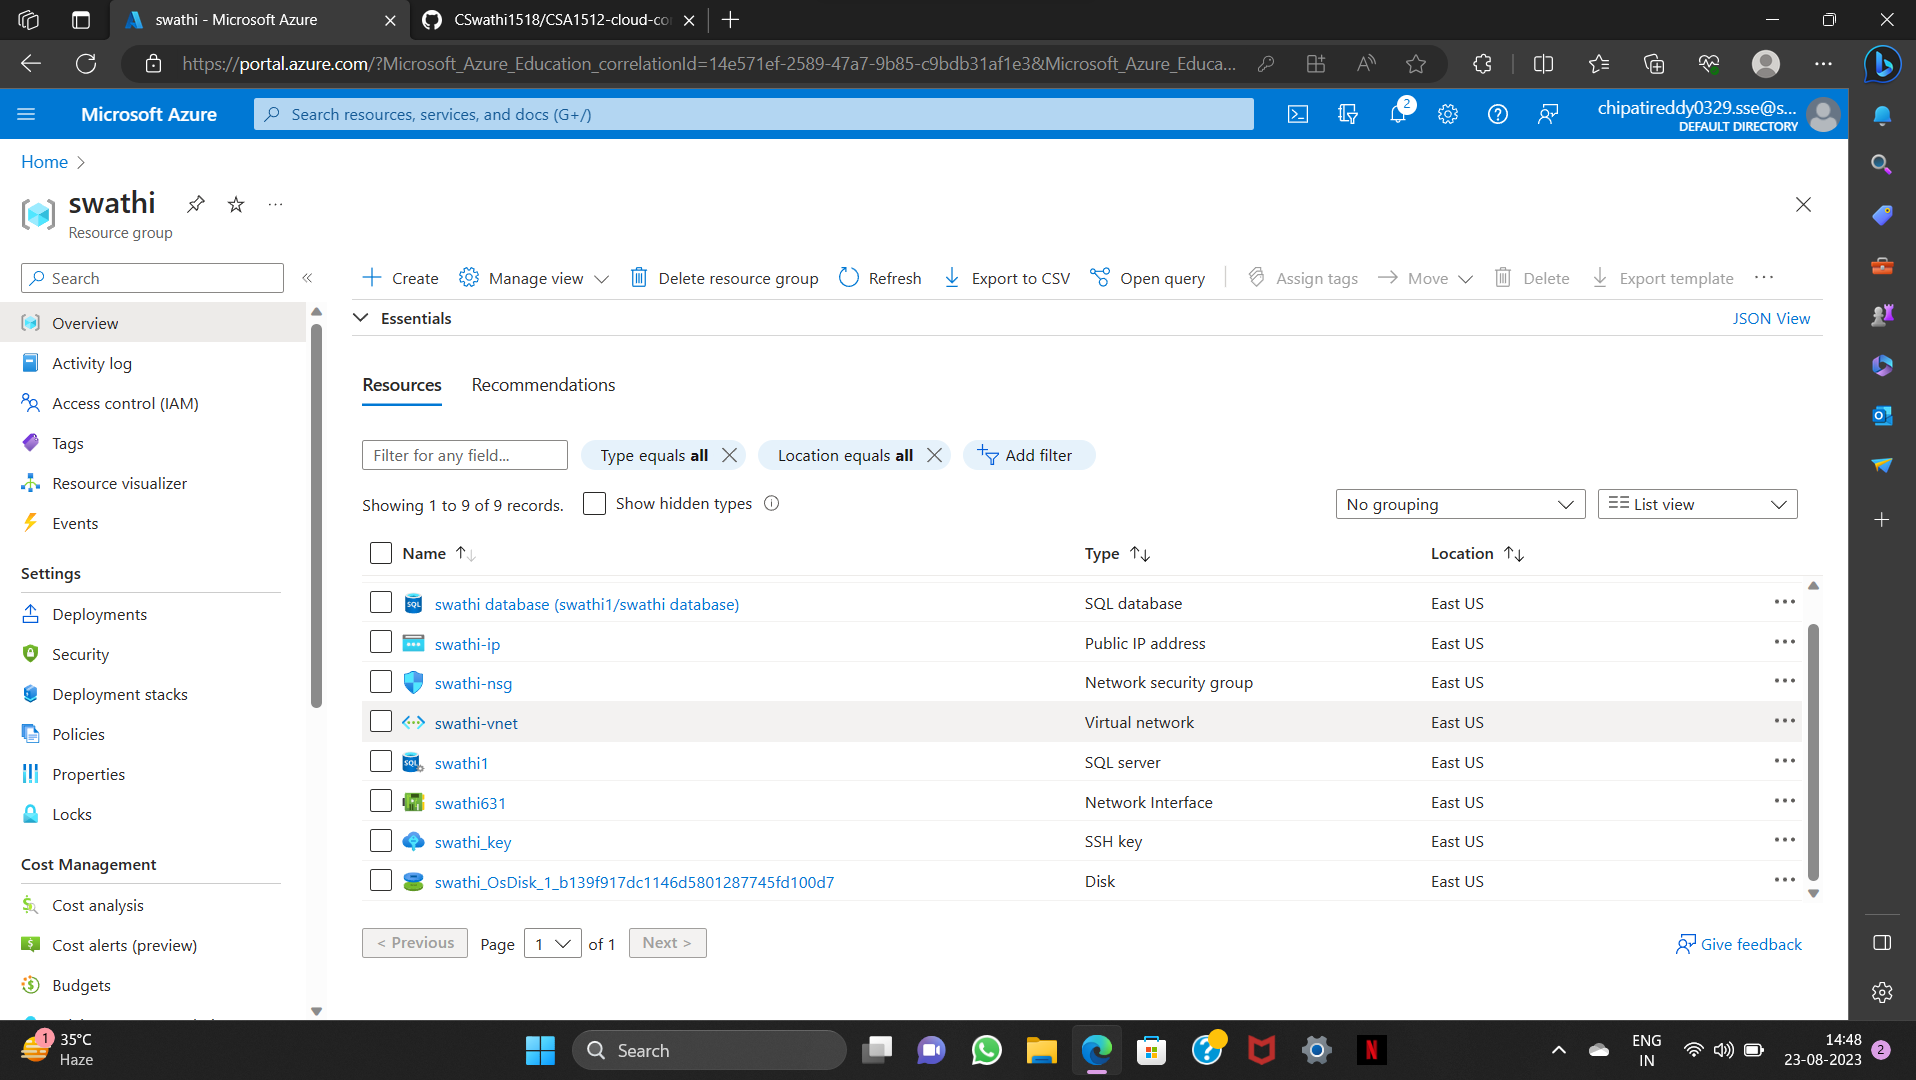 swathi - Microsoft Azure
CSwathi1518/CSA1512-cloud-co
https://portal.azure.com/?Microsoft_Azure_Education_correlationId=14e571ef-2589-47a7-9b85-c9bdb31af1e3&Microsoft_Azure_Educa...
Microsoft Azure
Search resources, services, and docs (G+/)
2
chipatireddy0329.sse@s...
DEFAULT DIRECTORY
Home
swathi
Resource group
Search
Create
Manage view
Delete resource group
Refresh
Export to CSV
Open query
Assign tags
Move
Delete
Export template
Overview
Activity log
Access control (IAM)
Tags
Resource visualizer
Events
Settings
Deployments
Security
Deployment stacks
Policies
Properties
Locks
Cost Management
Cost analysis
Cost alerts (preview)
Budgets
Essentials
JSON View
Resources
Recommendations
Filter for any field...
Type equals all
Location equals all
Add filter
Showing 1 to 9 of 9 records.
Show hidden types
No grouping
List view
Name
Type
Location
swathi database (swathi1/swathi database) SQL database East US
swathi-ip Public IP address East US
swathi-nsg Network security group East US
swathi-vnet Virtual network East US
swathi1 SQL server East US
swathi631 Network Interface East US
swathi_key SSH key East US
swathi_OsDisk_1_b139f917dc1146d5801287745fd100d7 Disk East US
< Previous
Page
1
of 1
Next >
Give feedback
1
35°C
Haze
Search
ENG
IN
14:48
23-08-2023
2